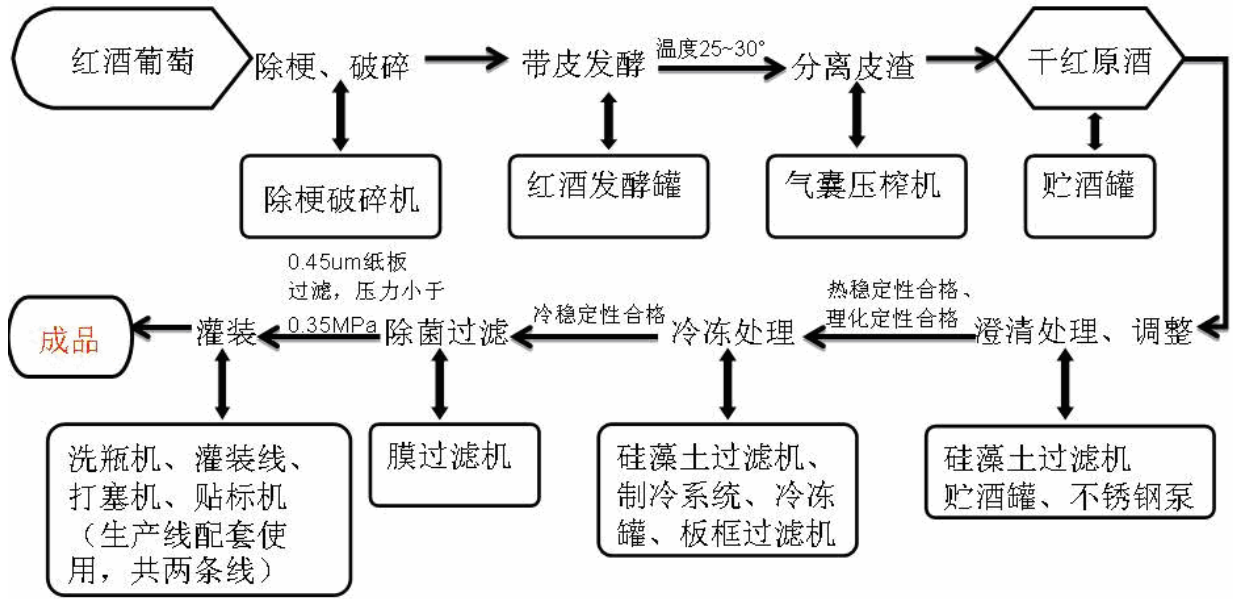 红酒葡萄
除梗、破碎
带皮发酵
温度25~30°
分离皮渣
干红原酒
除梗破碎机
红酒发酵罐
气囊压榨机
贮酒罐
成品
灌装
0.45um纸板
过滤，压力小于
0.35MPa
除菌过滤
冷稳定性合格
冷冻处理
热稳定性合格、
理化定性合格
澄清处理、调整
洗瓶机、灌装线、
打塞机、贴标机
（生产线配套使
用，共两条线）
膜过滤机
硅藻土过滤机、
制冷系统、冷冻
罐、板框过滤机
硅藻土过滤机
贮酒罐、不锈钢泵